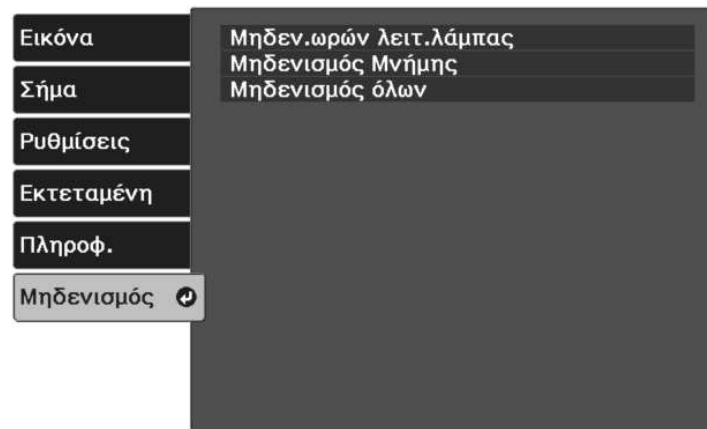 Εικόνα
Σήμα
Ρυθμίσεις
Εκτεταμένη
Πληροφ.
Μηδενισμός
Μηδεν.ωρών λειτ.λάμπας
Μηδενισμός Μνήμης
Μηδενισμός όλων